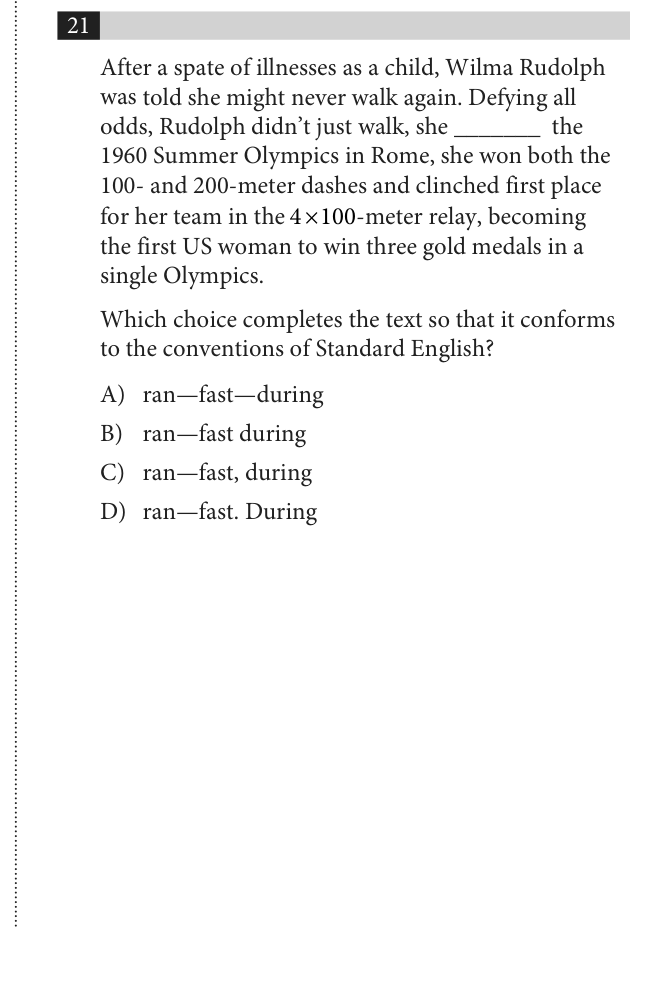 21
After a spate of illnesses as a child, Wilma Rudolph
was told she might never walk again. Defying all
odds, Rudolph didn’t just walk, she _______ the
1960 Summer Olympics in Rome, she won both the
100- and 200-meter dashes and clinched first place
for her team in the 4×100-meter relay, becoming
the first US woman to win three gold medals in a
single Olympics.
Which choice completes the text so that it conforms
to the conventions of Standard English?
A) ran—fast—during
B) ran—fast during
C) ran—fast, during
D) ran—fast. During